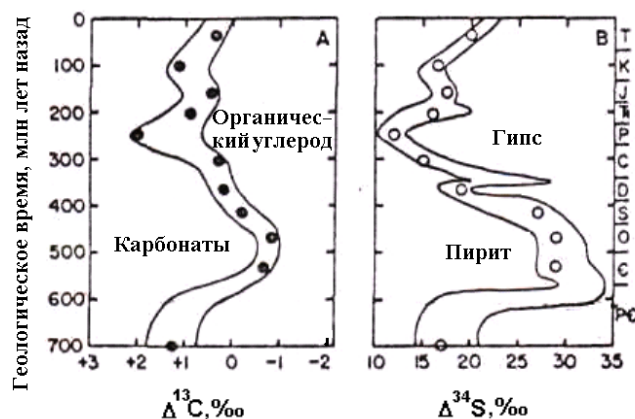 Геологическое время, млн лет назад
0
100
200
300
400
500
600
700
+3 +2 +1 0 -1 -2
Δ¹³C,‰
A
Органичес-
кий углерод
Карбонаты
10 15 20 25 30 35
Δ³⁴S,‰
B
Гипс
Пирит
T
K
J
Ћ
P
C
D
S
O
Є
PЄ